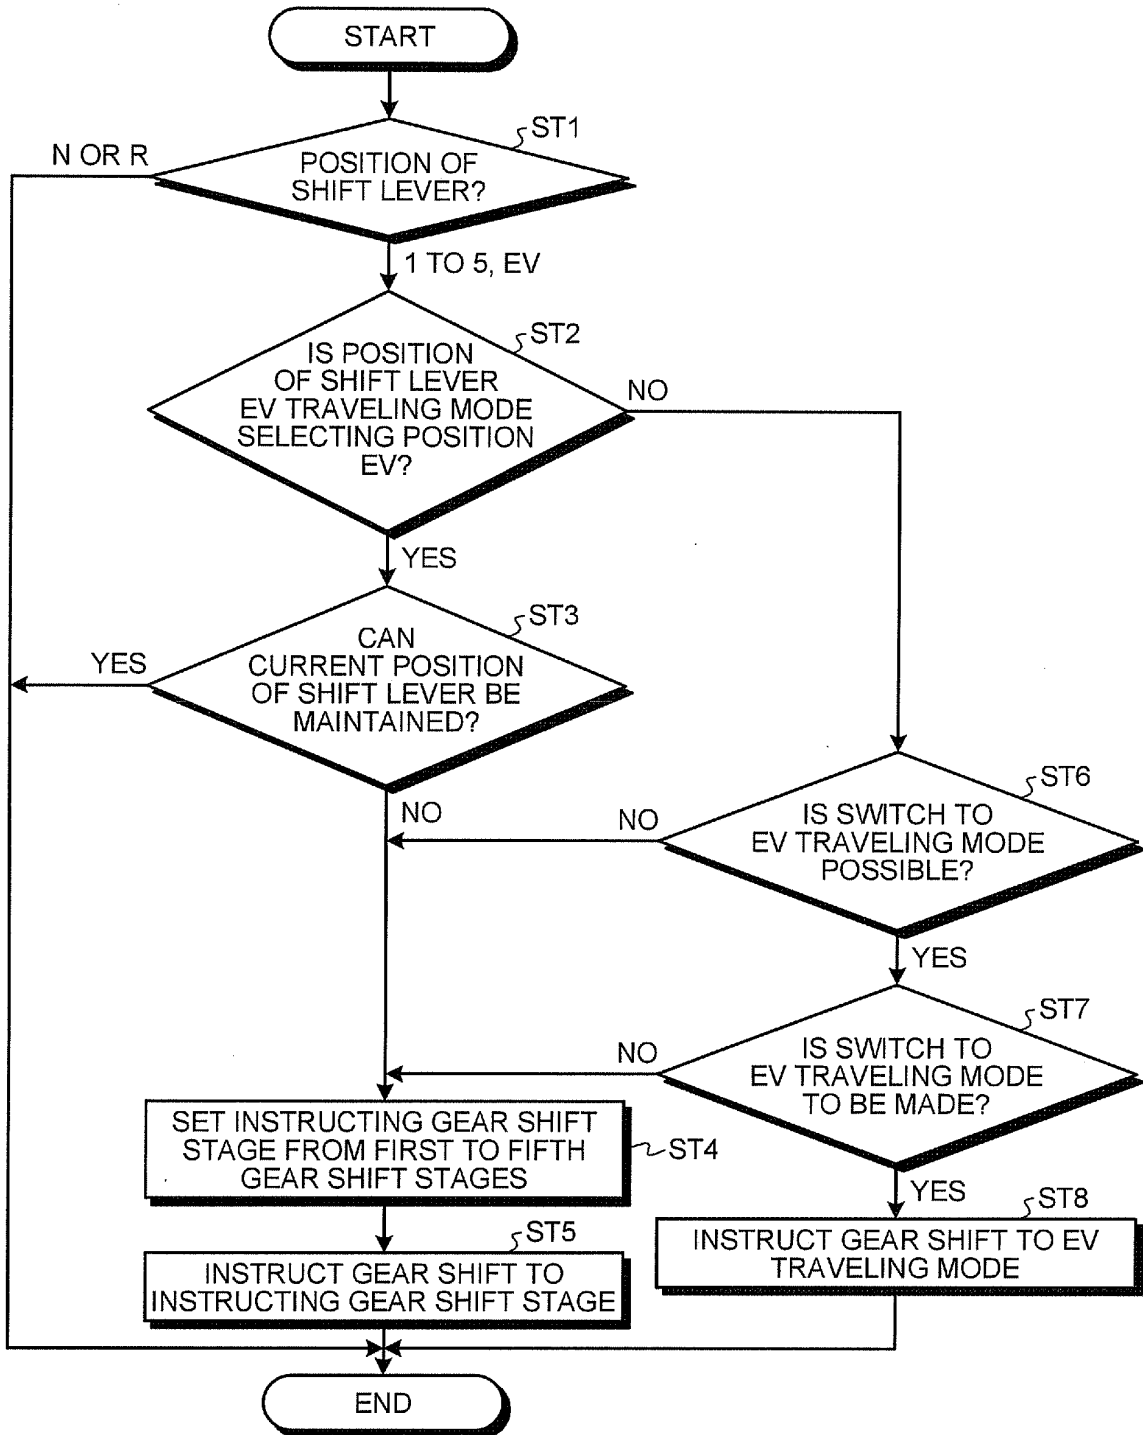 START
ST1
N OR R
POSITION OF
SHIFT LEVER?
1 TO 5, EV
ST2
IS POSITION
OF SHIFT LEVER
EV TRAVELING MODE
SELECTING POSITION
EV?
NO
YES
ST3
CAN
CURRENT POSITION
OF SHIFT LEVER BE
MAINTAINED?
YES
NO
ST6
IS SWITCH TO
EV TRAVELING MODE
POSSIBLE?
NO
YES
ST7
IS SWITCH TO
EV TRAVELING MODE
TO BE MADE?
NO
YES
SET INSTRUCTING GEAR SHIFT
STAGE FROM FIRST TO FIFTH
GEAR SHIFT STAGES
ST4
ST5
INSTRUCT GEAR SHIFT TO
INSTRUCTING GEAR SHIFT STAGE
ST8
INSTRUCT GEAR SHIFT TO EV
TRAVELING MODE
END